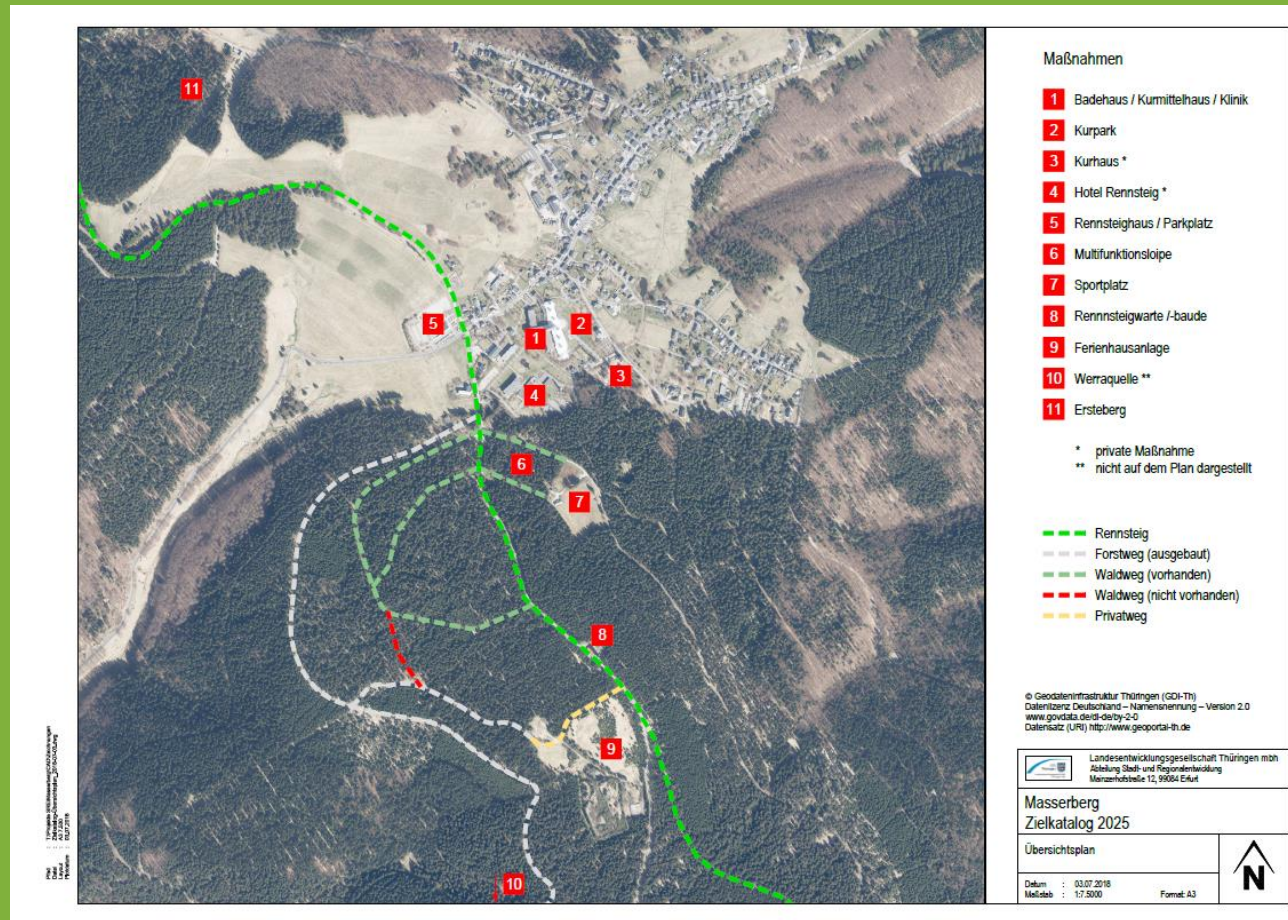 Maßnahmen
1 Badehaus / Kurmittelhaus / Klinik
2 Kurpark
3 Kurhaus *
4 Hotel Rennsteig *
5 Rennsteighaus / Parkplatz
6 Multifunktionsloipe
7 Sportplatz
8 Rennnsteigwarte /-baude
9 Ferienhausanlage
10 Werraquelle **
11 Ersteberg
* private Maßnahme
** nicht auf dem Plan dargestellt
Rennsteig
Forstweg (ausgebaut)
Waldweg (vorhanden)
Waldweg (nicht vorhanden)
Privatweg
© Geodateninfrastruktur Thüringen (GDI-Th)
Datenlizenz Deutschland – Namensnennung – Version 2.0
www.govdata.de/dl-de/by-2-0
Datensatz (URI) http://www.geoportal-th.de
Landesentwicklungsgesellschaft Thüringen mbH
Abteilung Stadt- und Regionalentwicklung
Mainzerhofstraße 12, 99084 Erfurt
Masserberg
Zielkatalog 2025
Übersichtsplan
Datum : 03.07.2018
Maßstab : 1:7.5000 Format: A3
N
11
5
1
2
3
4
6
7
8
9
10